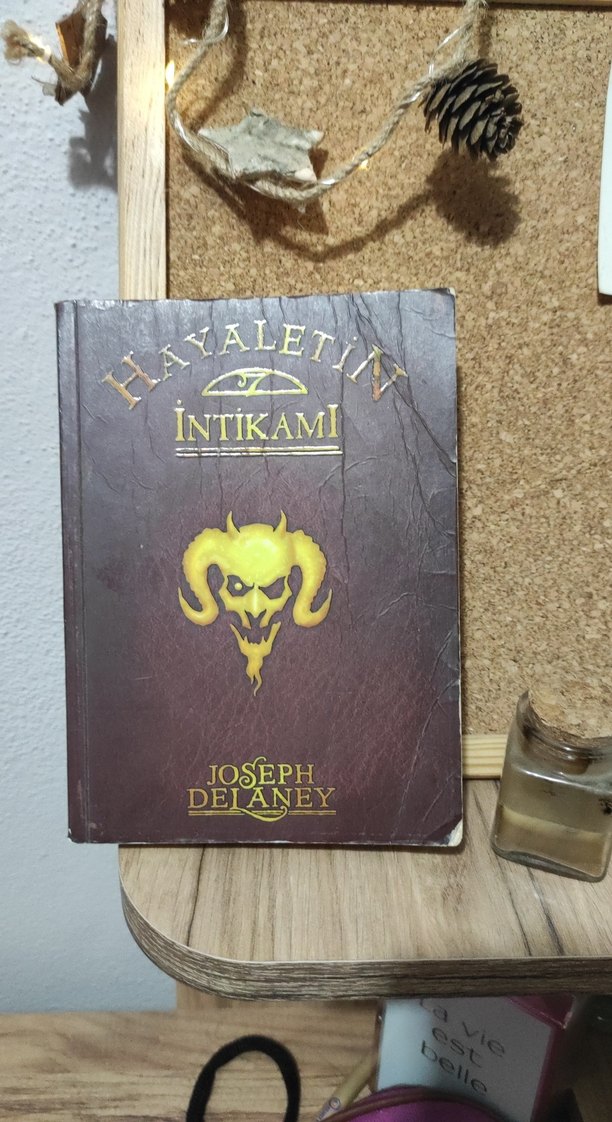 HAYALETİN
İNTİKAMI
JOSEPH
DELANEY
La vie
est
belle